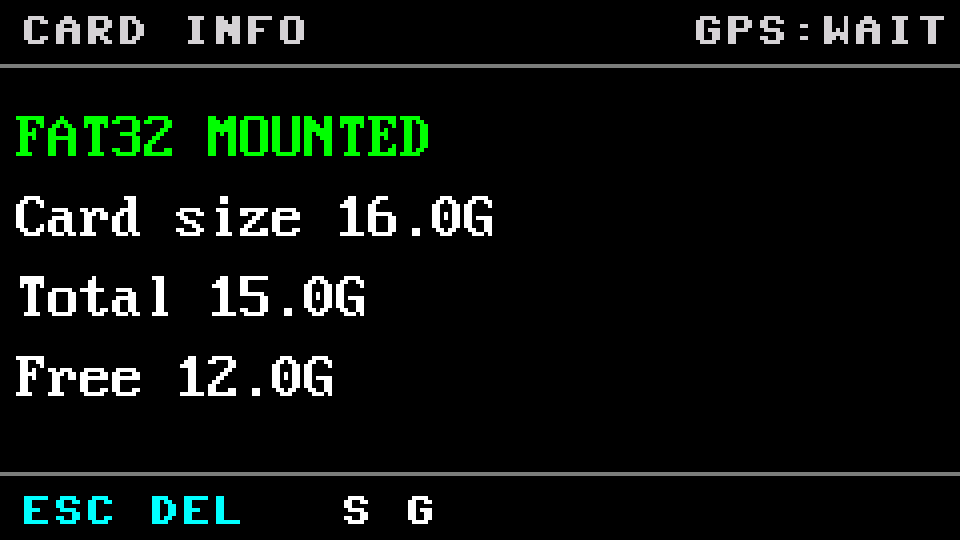 CARD INFO GPS:WAIT
FAT32 MOUNTED
Card size 16.0G
Total 15.0G
Free 12.0G
ESC DEL S G